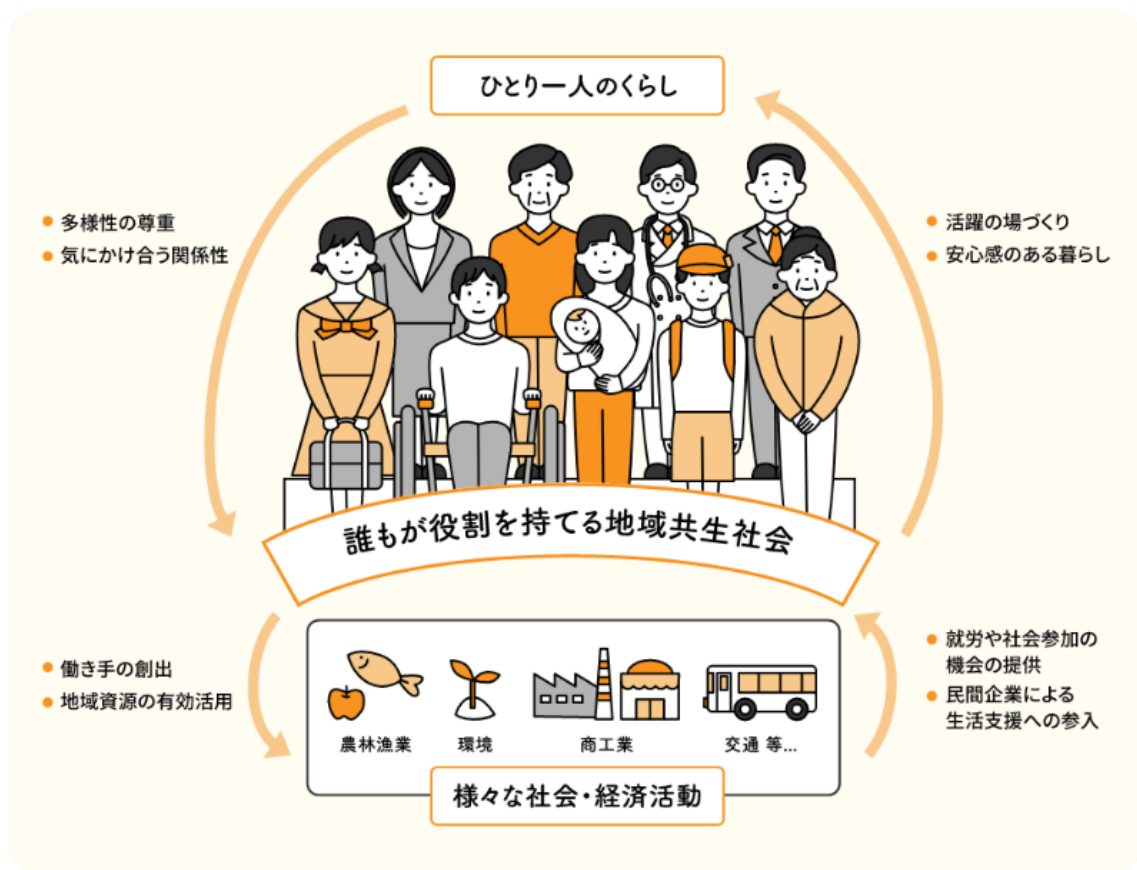 ひとり一人のくらし
多様性の尊重
気にかけ合う関係性
活躍の場づくり
安心感のある暮らし
誰もが役割を持てる地域共生社会
働き手の創出
地域資源の有効活用
就労や社会参加の
機会の提供
民間企業による
生活支援への参入
農林漁業
環境
商工業
交通 等...
様々な社会・経済活動